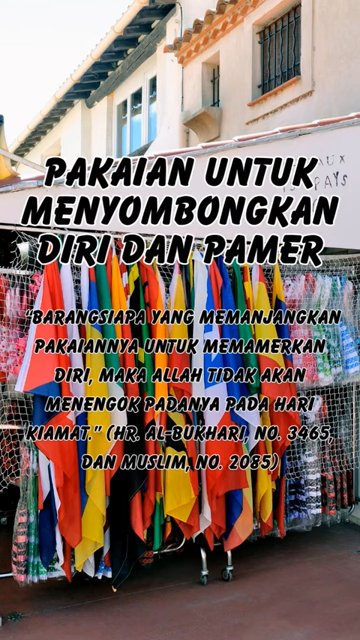 PAKAIAN UNTUK
MENYOMBONGKAN
DIRI DAN PAMER
"BARANGSIAPA YANG MEMANJANGKAN
PAKAIANNYA UNTUK MEMAMERKAN
DIRI, MAKA ALLAH TIDAK AKAN
MENENGOK PADANYA PADA HARI
KIAMAT." (HR. AL-BUKHARI, NO. 3465,
DAN MUSLIM, NO. 2085)
PAYS